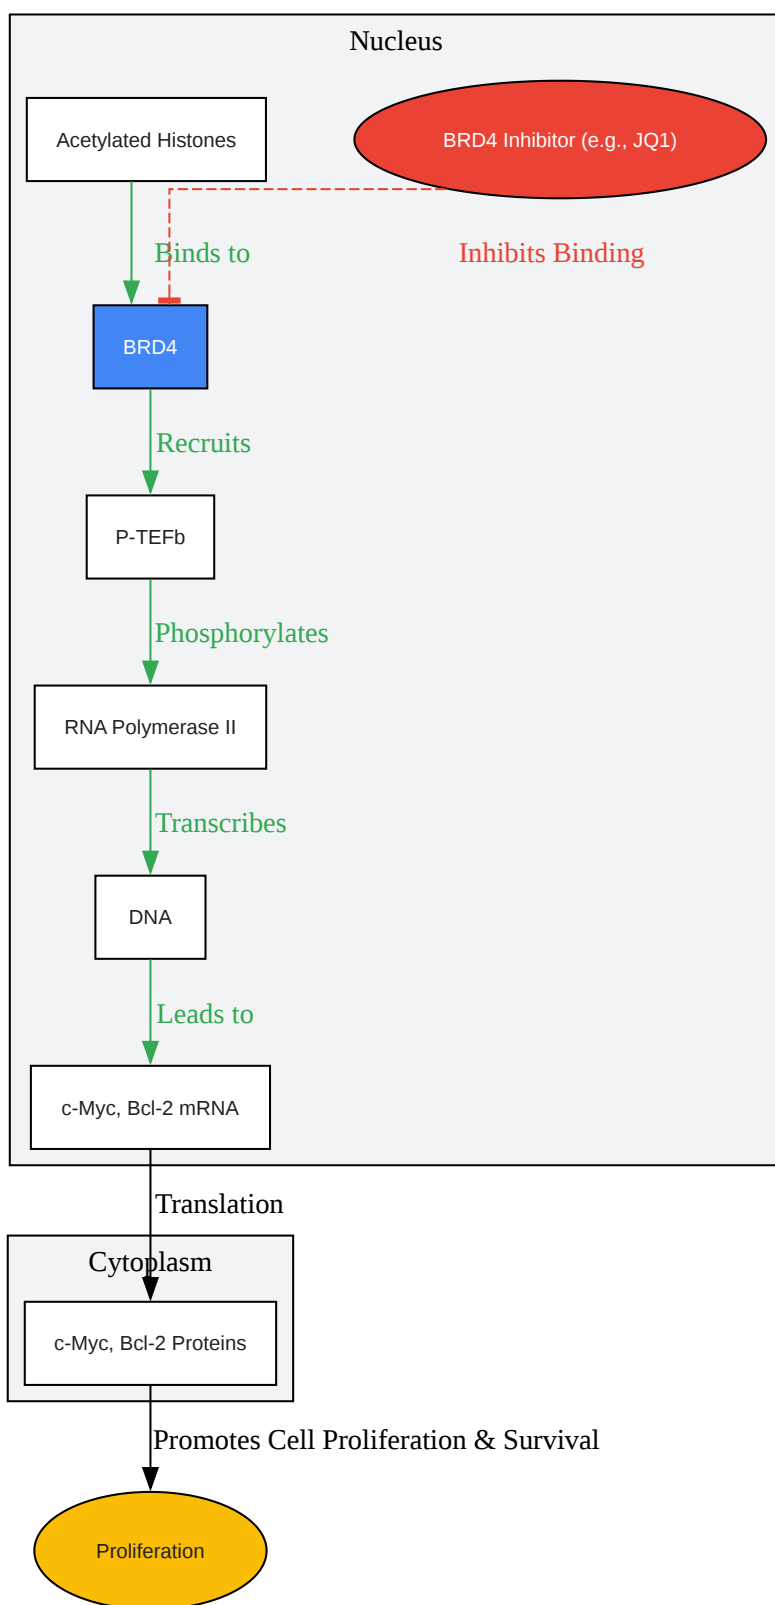 Nucleus
Acetylated Histones
BRD4 Inhibitor (e.g., JQ1)
Binds to
Inhibits Binding
BRD4
Recruits
P-TEFb
Phosphorylates
RNA Polymerase II
Transcribes
DNA
Leads to
c-Myc, Bcl-2 mRNA
Translation
Cytoplasm
c-Myc, Bcl-2 Proteins
Promotes Cell Proliferation & Survival
Proliferation